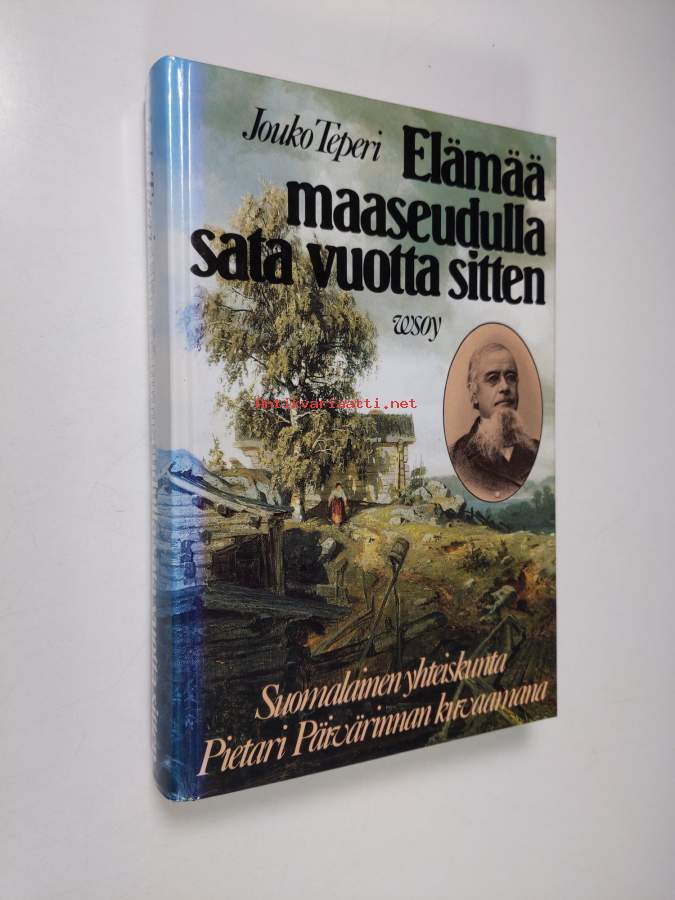 Jouko Teperi Elämää
maaseudulla
sata vuotta sitten
wsoy
Antikvariaatti.net
Suomalainen yhteiskunta
Pietari Päivärinnan kuvaamana